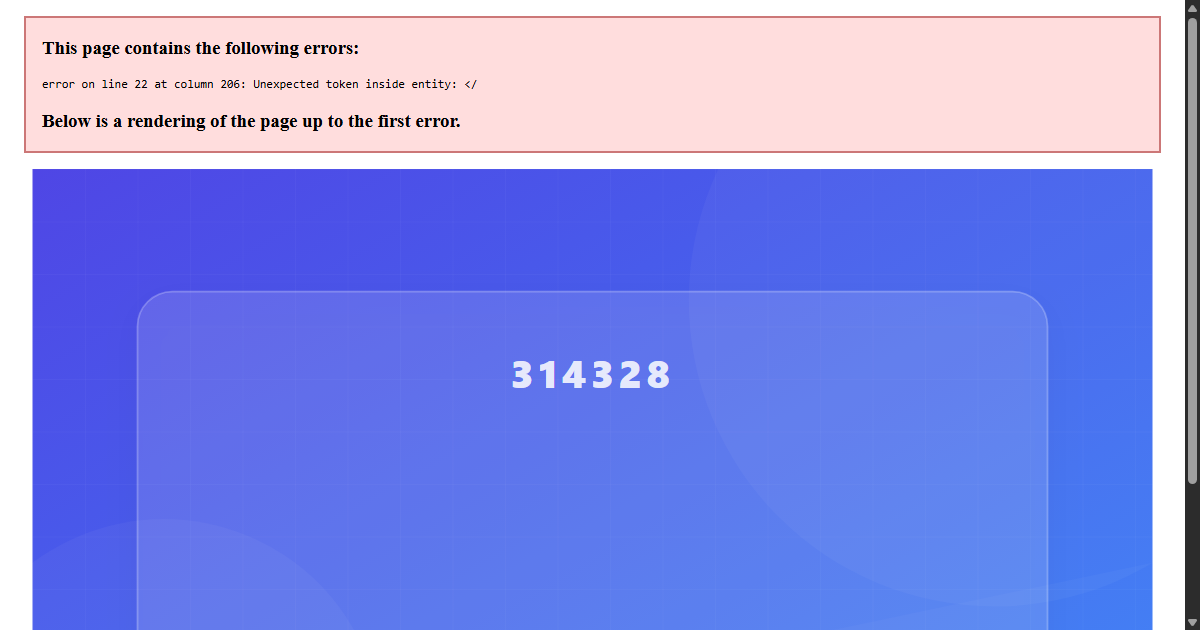 This page contains the following errors:
error on line 22 at column 206: Unexpected token inside entity: </
Below is a rendering of the page up to the first error.
314328